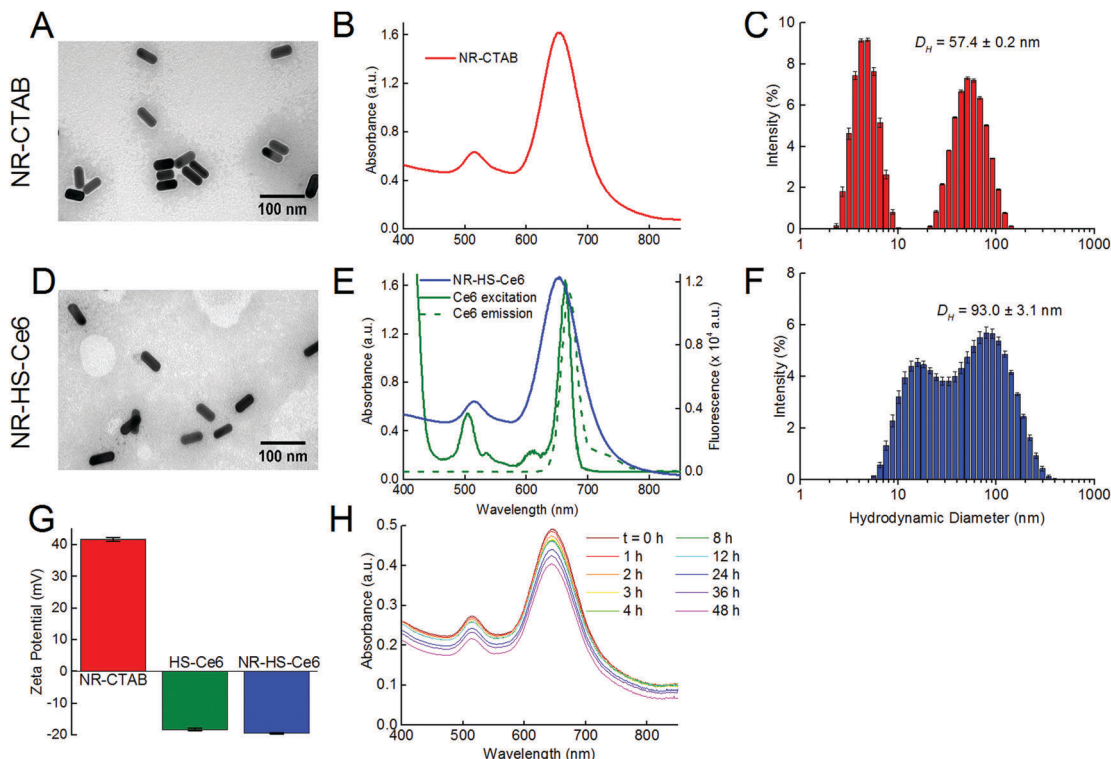 A
NR-CTAB
100 nm
B
Absorbance (a.u.)
1.6
1.2
0.8
0.4
0.0
NR-CTAB
400 500 600 700 800
C
Intensity (%)
10
8
6
4
2
0
D_H = 57.4 ± 0.2 nm
1 10 100 1000
D
NR-HS-Ce6
100 nm
E
Absorbance (a.u.)
1.6
1.2
0.8
0.4
0.0
NR-HS-Ce6
Ce6 excitation
Ce6 emission
1.2
0.8
0.4
0.0
Fluorescence (x 10⁴ a.u.)
400 500 600 700 800
Wavelength (nm)
F
Intensity (%)
8
6
4
2
0
D_H = 93.0 ± 3.1 nm
1 10 100 1000
Hydrodynamic Diameter (nm)
G
Zeta Potential (mV)
40
30
20
10
0
-10
-20
NR-CTAB
HS-Ce6
NR-HS-Ce6
H
Absorbance (a.u.)
0.5
0.4
0.3
0.2
0.1
0.0
t = 0 h
1 h
2 h
3 h
4 h
8 h
12 h
24 h
36 h
48 h
400 500 600 700 800
Wavelength (nm)